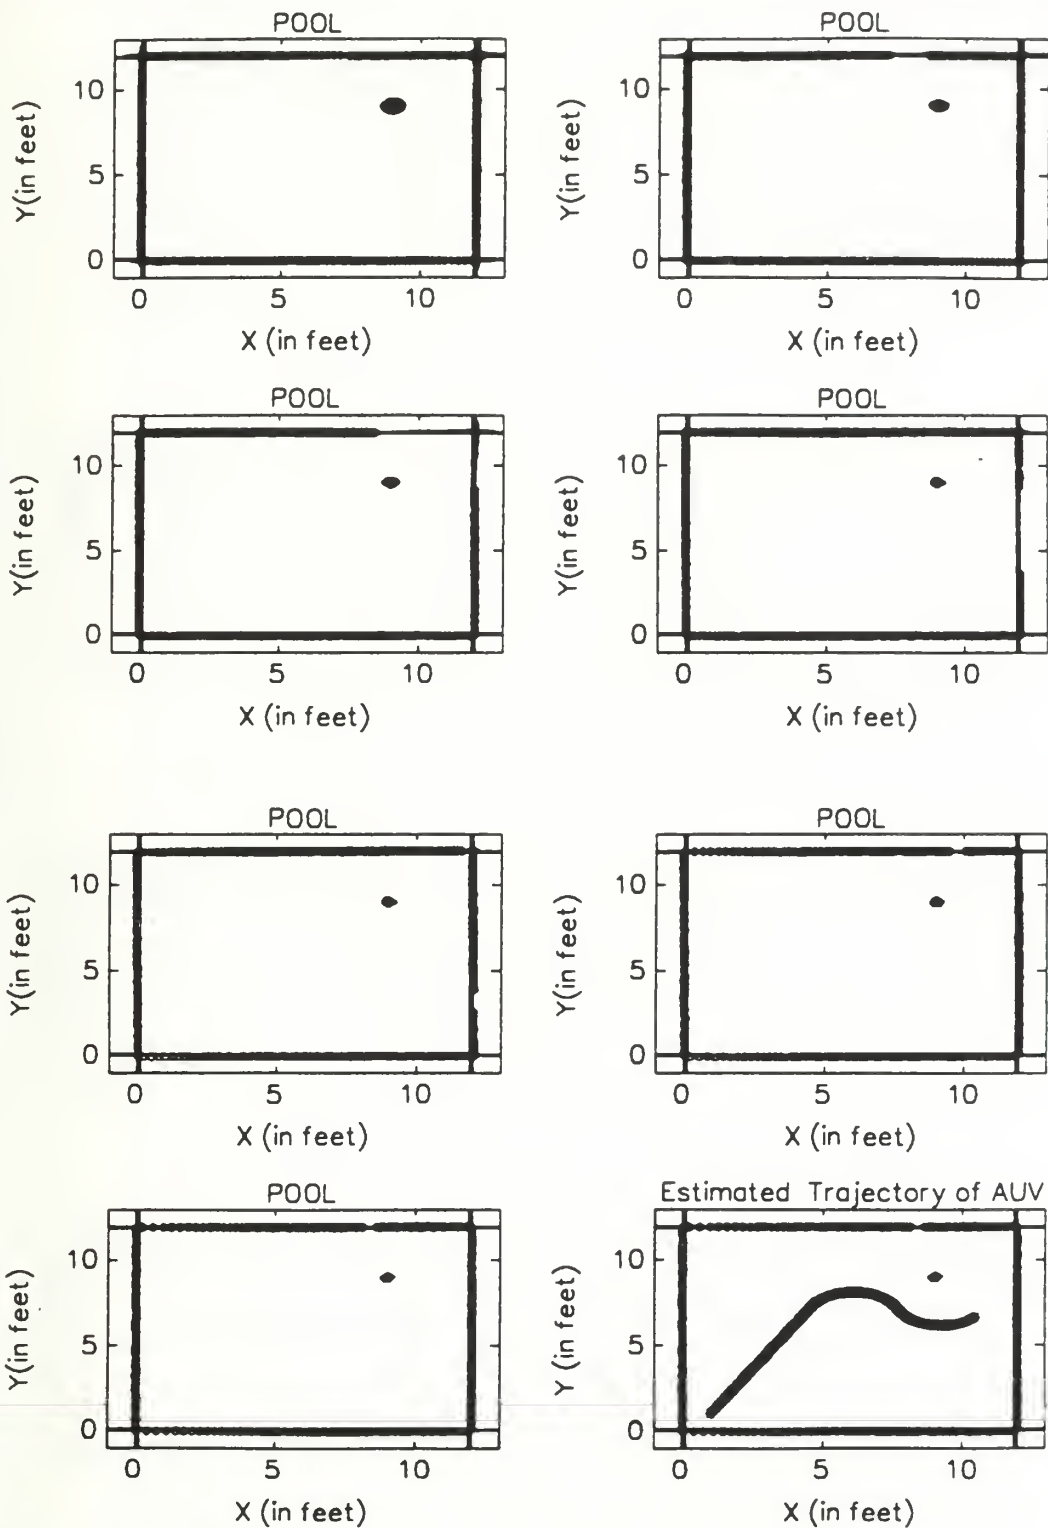 POOL
10
5
0
Y(in feet)
0 5 10
X (in feet)
POOL
10
5
0
Y(in feet)
0 5 10
X (in feet)
POOL
10
5
0
Y(in feet)
0 5 10
X (in feet)
POOL
10
5
0
Y(in feet)
0 5 10
X (in feet)
POOL
10
5
0
Y(in feet)
0 5 10
X (in feet)
POOL
10
5
0
Y(in feet)
0 5 10
X (in feet)
POOL
10
5
0
Y(in feet)
0 5 10
X (in feet)
Estimated Trajectory of AUV
10
5
0
Y (in feet)
0 5 10
X (in feet)